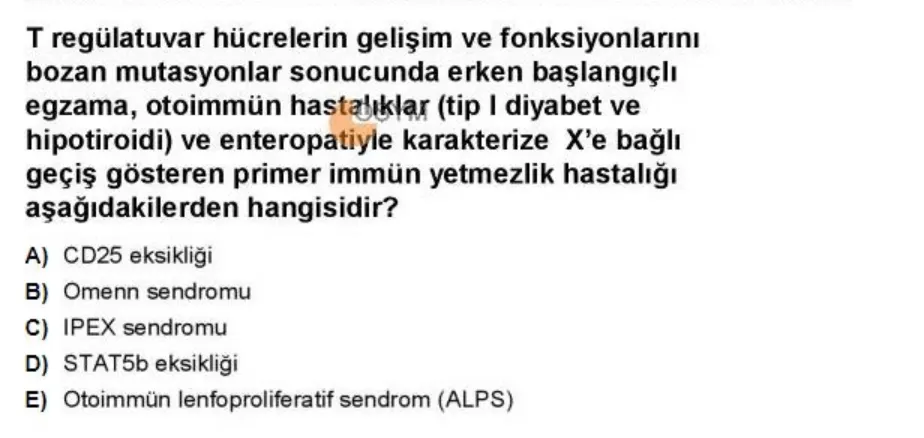 T regülatuvar hücrelerin gelişim ve fonksiyonlarını
bozan mutasyonlar sonucunda erken başlangıçlı
egzama, otoimmün hastalıklar (tip I diyabet ve
hipotiroidi) ve enteropatiyle karakterize X'e bağlı
geçiş gösteren primer immün yetmezlik hastalığı
aşağıdakilerden hangisidir?
A) CD25 eksikliği
B) Omenn sendromu
C) IPEX sendromu
D) STAT5b eksikliği
E) Otoimmün lenfoproliferatif sendrom (ALPS)